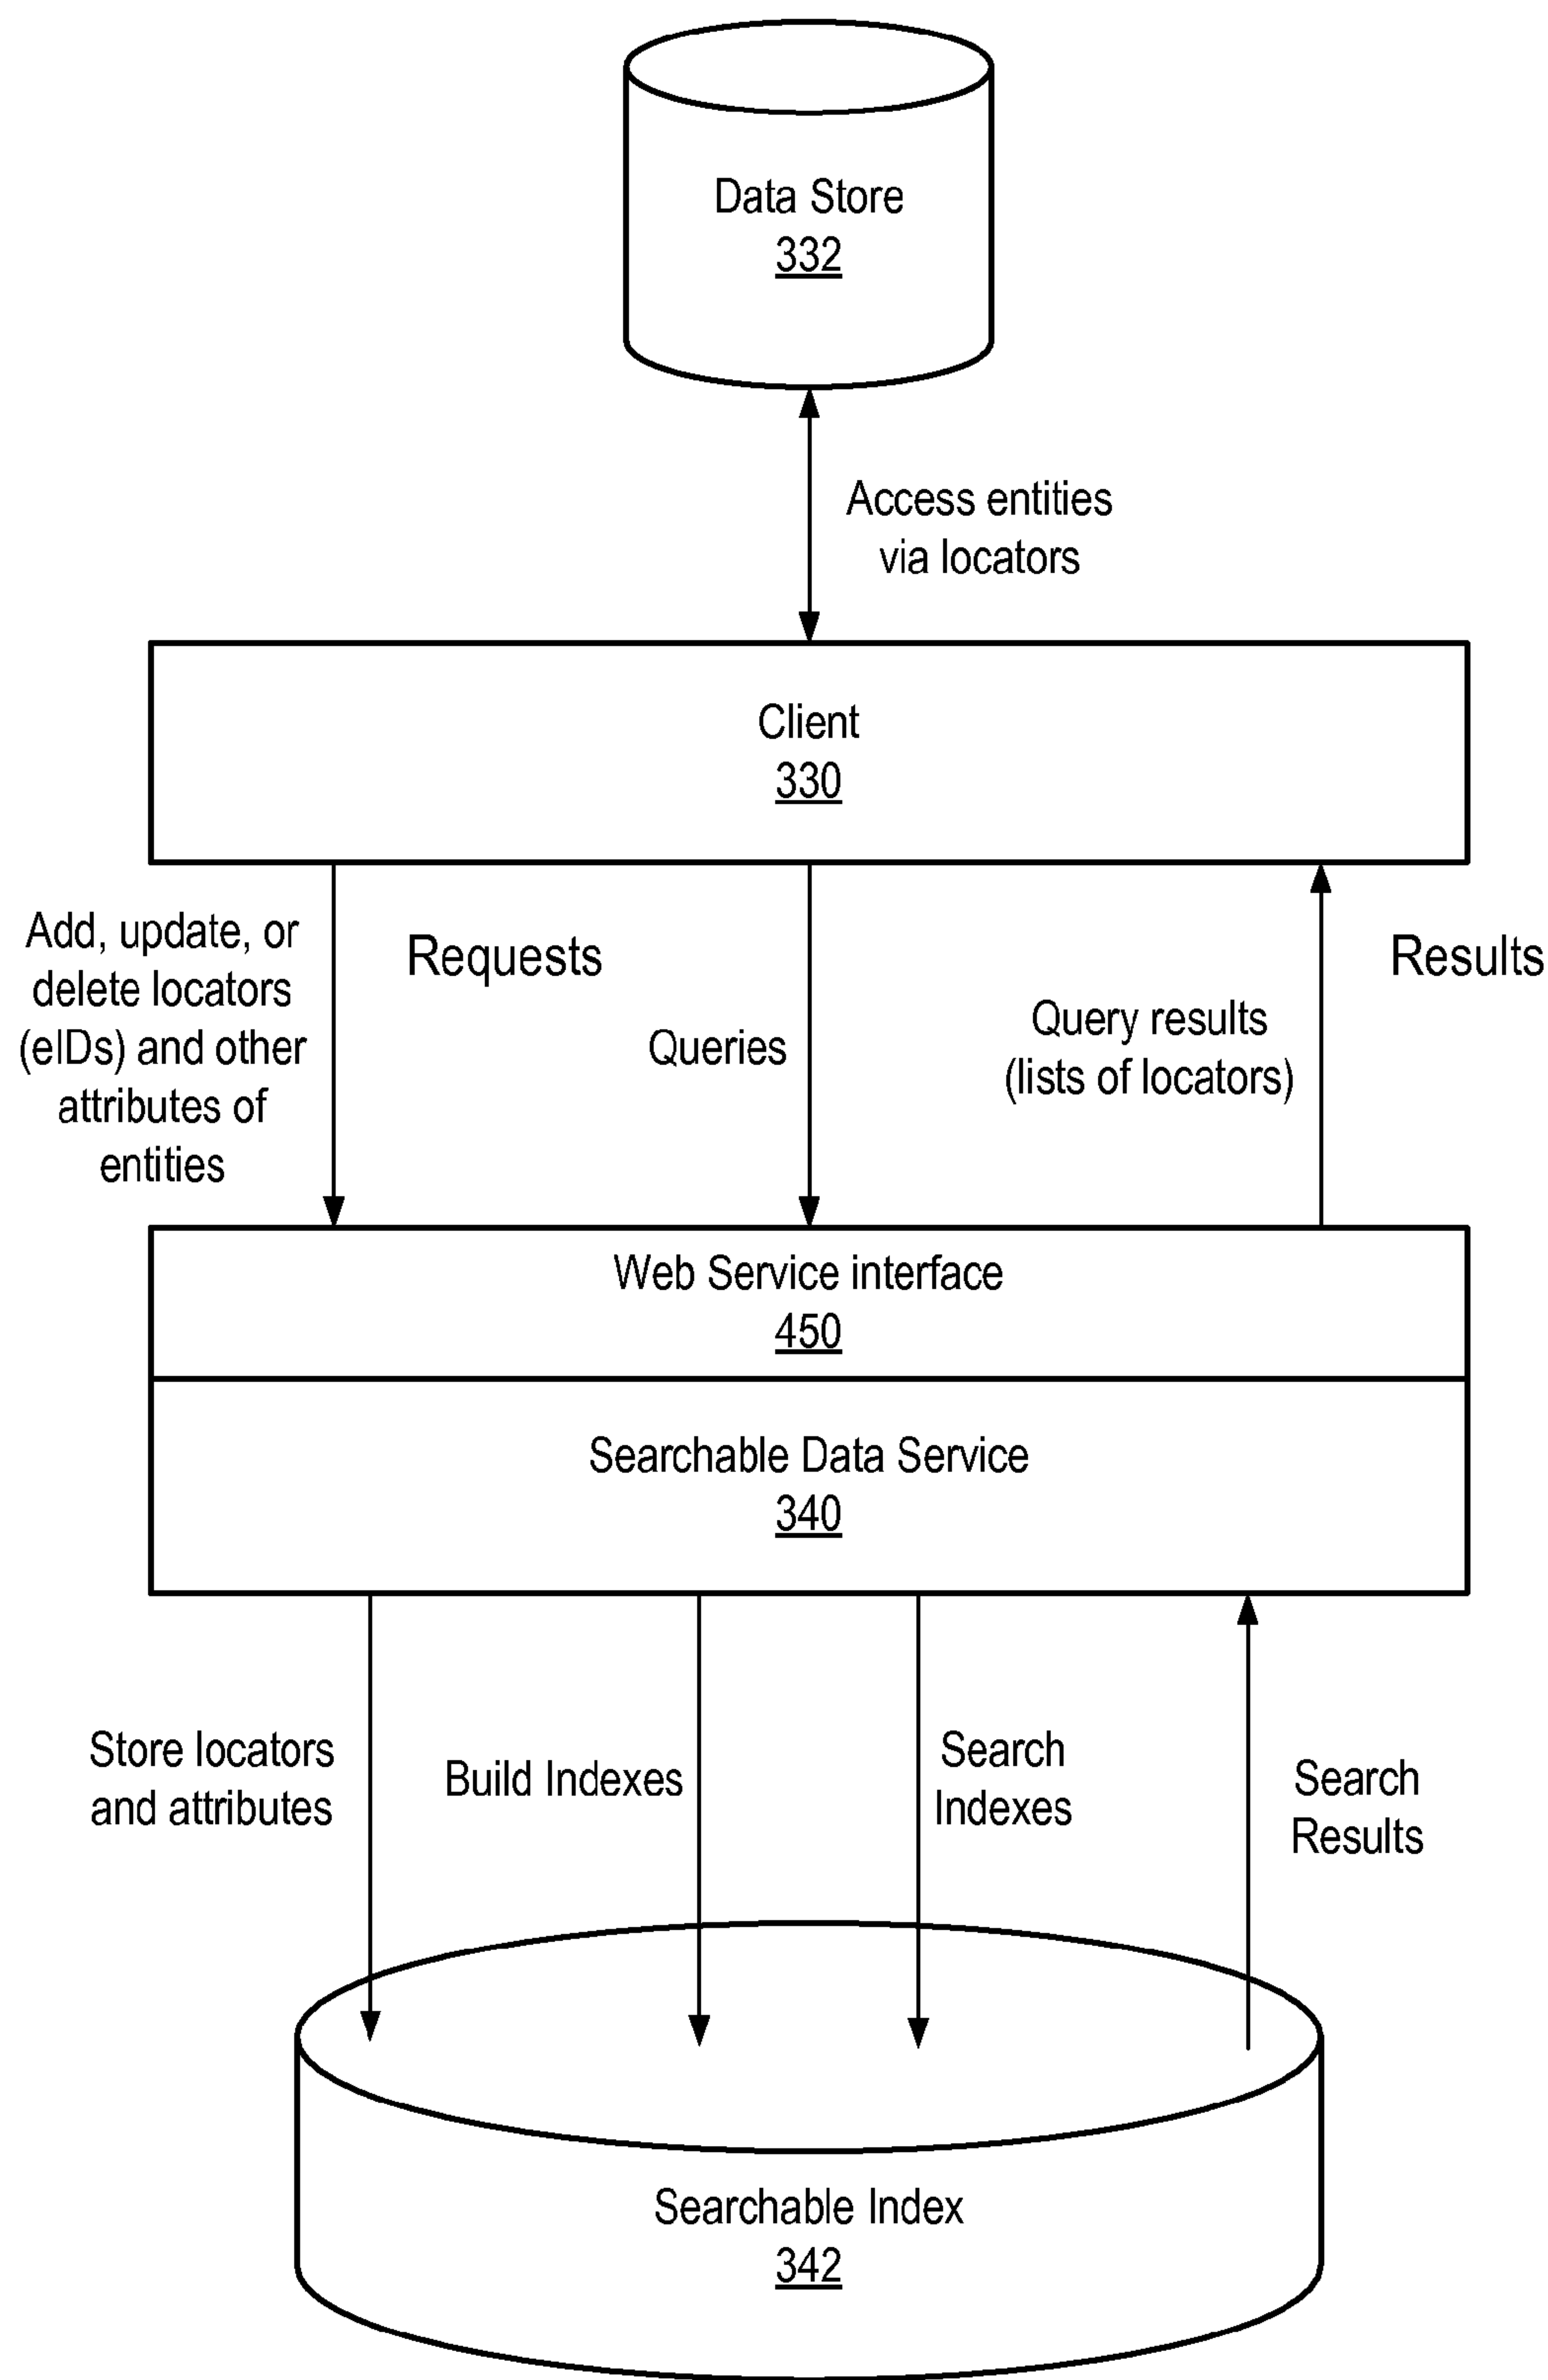 Data Store
332
Access entities
via locators
Client
330
Add, update, or
delete locators
(eIDs) and other
attributes of
entities
Requests
Queries
Query results
(lists of locators)
Results
Web Service interface
450
Searchable Data Service
340
Store locators
and attributes
Build Indexes
Search
Indexes
Search
Results
Searchable Index
342